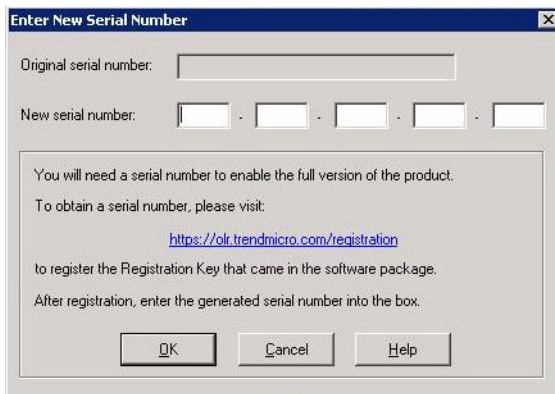 Enter New Serial Number
Original serial number:
New serial number:
- - - -
You will need a serial number to enable the full version of the product.
To obtain a serial number, please visit:
https://olr.trendmicro.com/registration
to register the Registration Key that came in the software package.
After registration, enter the generated serial number into the box.
OK Cancel Help